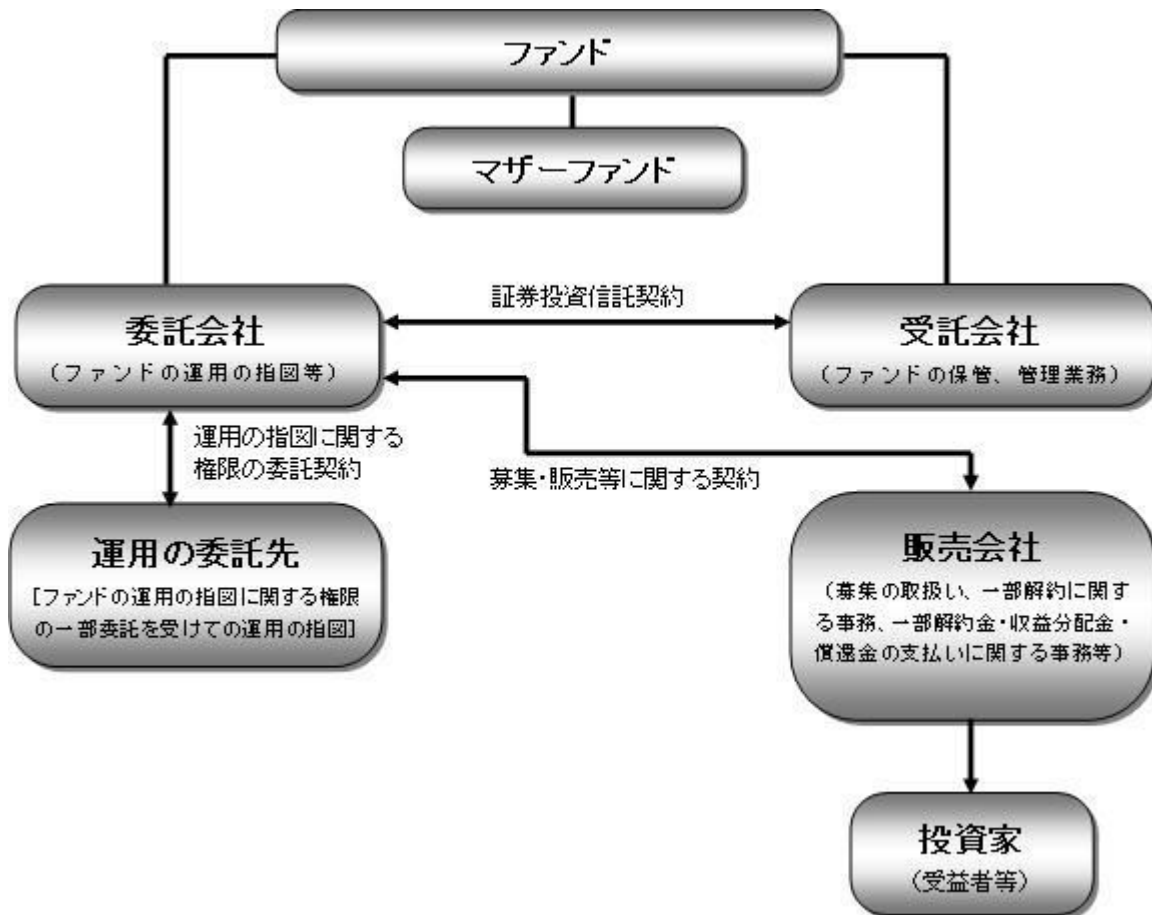 ファンド
マザーファンド
証券投資信託契約
委託会社
(ファンドの運用の指図等)
受託会社
(ファンドの保管、管理業務)
運用の指図に関する
権限の委託契約
募集・販売等に関する契約
運用の委託先
[ファンドの運用の指図に関する権限
の一部委託を受けての運用の指図]
販売会社
(募集の取扱い、一部解約に関す
る事務、一部解約金・収益分配金・
償還金の支払いに関する事務等)
投資家
(受益者等)